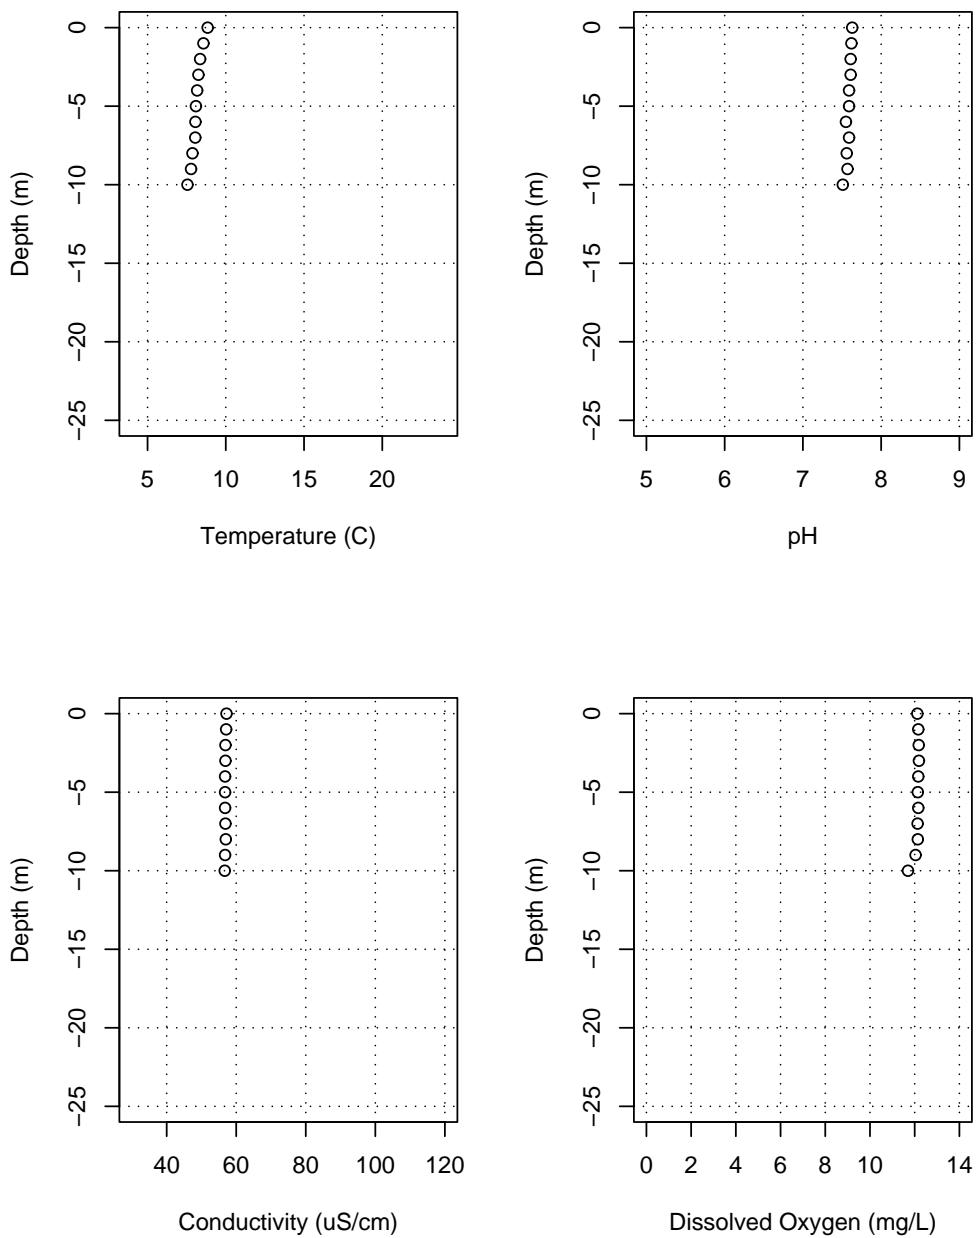 0
−5
−10
−15
−20
−25
Depth (m)
5 10 15 20
Temperature (C)
0
−5
−10
−15
−20
−25
Depth (m)
5 6 7 8 9
pH
0
−5
−10
−15
−20
−25
Depth (m)
40 60 80 100 120
Conductivity (uS/cm)
0
−5
−10
−15
−20
−25
Depth (m)
0 2 4 6 8 10 14
Dissolved Oxygen (mg/L)